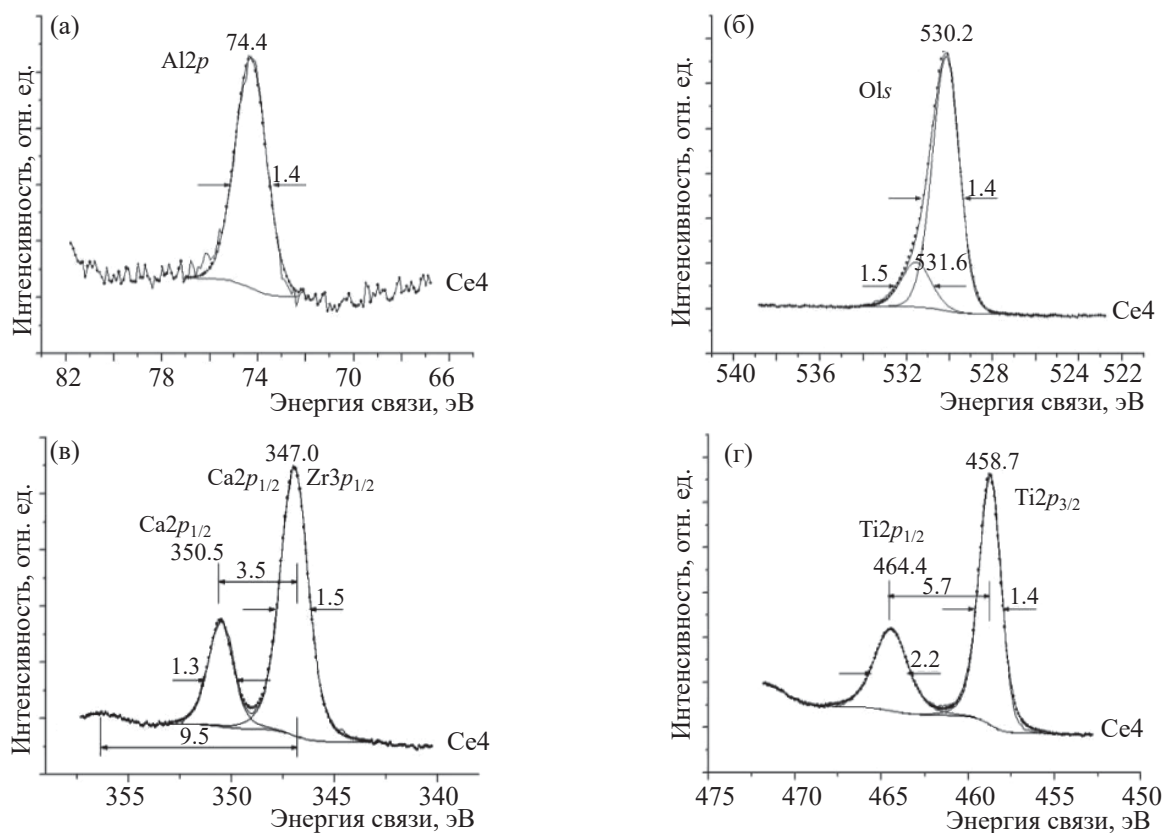 (а)
74.4
Al2p
1.4
Ce4
Интенсивность, отн. ед.
82 78 74 70 66
Энергия связи, эВ
(б)
530.2
Ols
1.4
1.5
531.6
Ce4
Интенсивность, отн. ед.
540 536 532 528 524 522
Энергия связи, эВ
(в)
347.0
Ca2p1/2 Zr3p1/2
Ca2p1/2
350.5
3.5
1.5
1.3
9.5
Ce4
Интенсивность, отн. ед.
355 350 345 340
Энергия связи, эВ
(г)
458.7
Ti2p3/2
Ti2p1/2
464.4
5.7
1.4
2.2
Ce4
Интенсивность, отн. ед.
475 470 465 460 455 450
Энергия связи, эВ